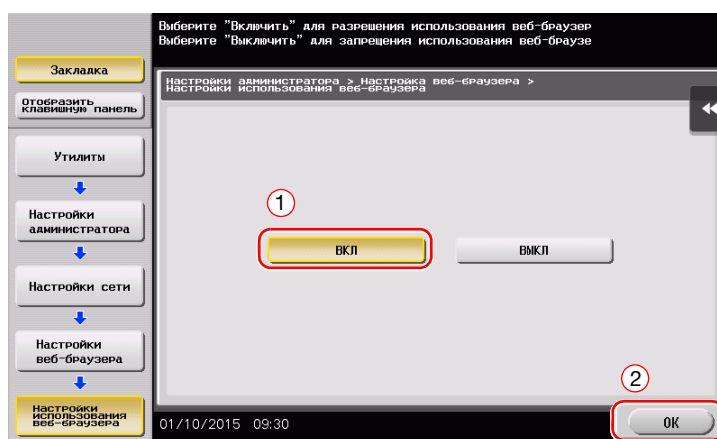 Выберите "Включить" для разрешения использования веб-браузер
Выберите "Выключить" для запрещения использования веб-браузе
Закладка
Отобразить
клавишную панель
Настройки администратора > Настройка веб-браузера >
Настройки использования веб-браузера
Утилиты
Настройки
администратора
Настройки сети
Настройки
веб-браузера
Настройки
использования
веб-браузера
1
ВКЛ
ВЫКЛ
2
01/10/2015 09:30
OK